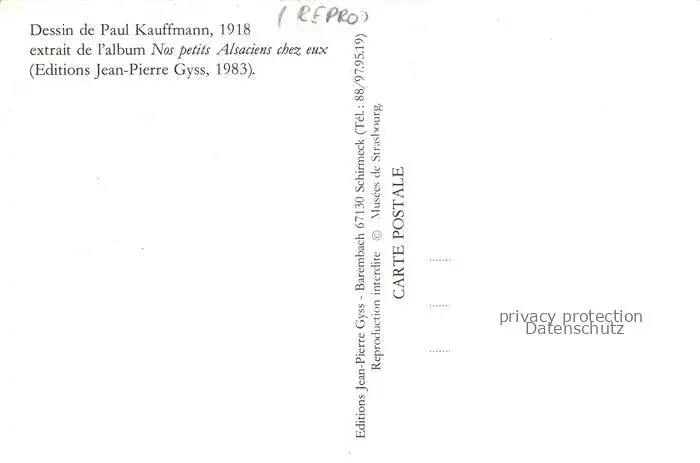 (REPRO)
Dessin de Paul Kauffmann, 1918
extrait de l'album Nos petits Alsaciens chez eux
(Editions Jean-Pierre Gyss, 1983).
Editions Jean-Pierre Gyss - Barembach 67130 Schirmeck (Tél.: 88/97.95.19)
Reproduction interdite © Musées de Strasbourg.
CARTE POSTALE
privacy protection
Datenschutz